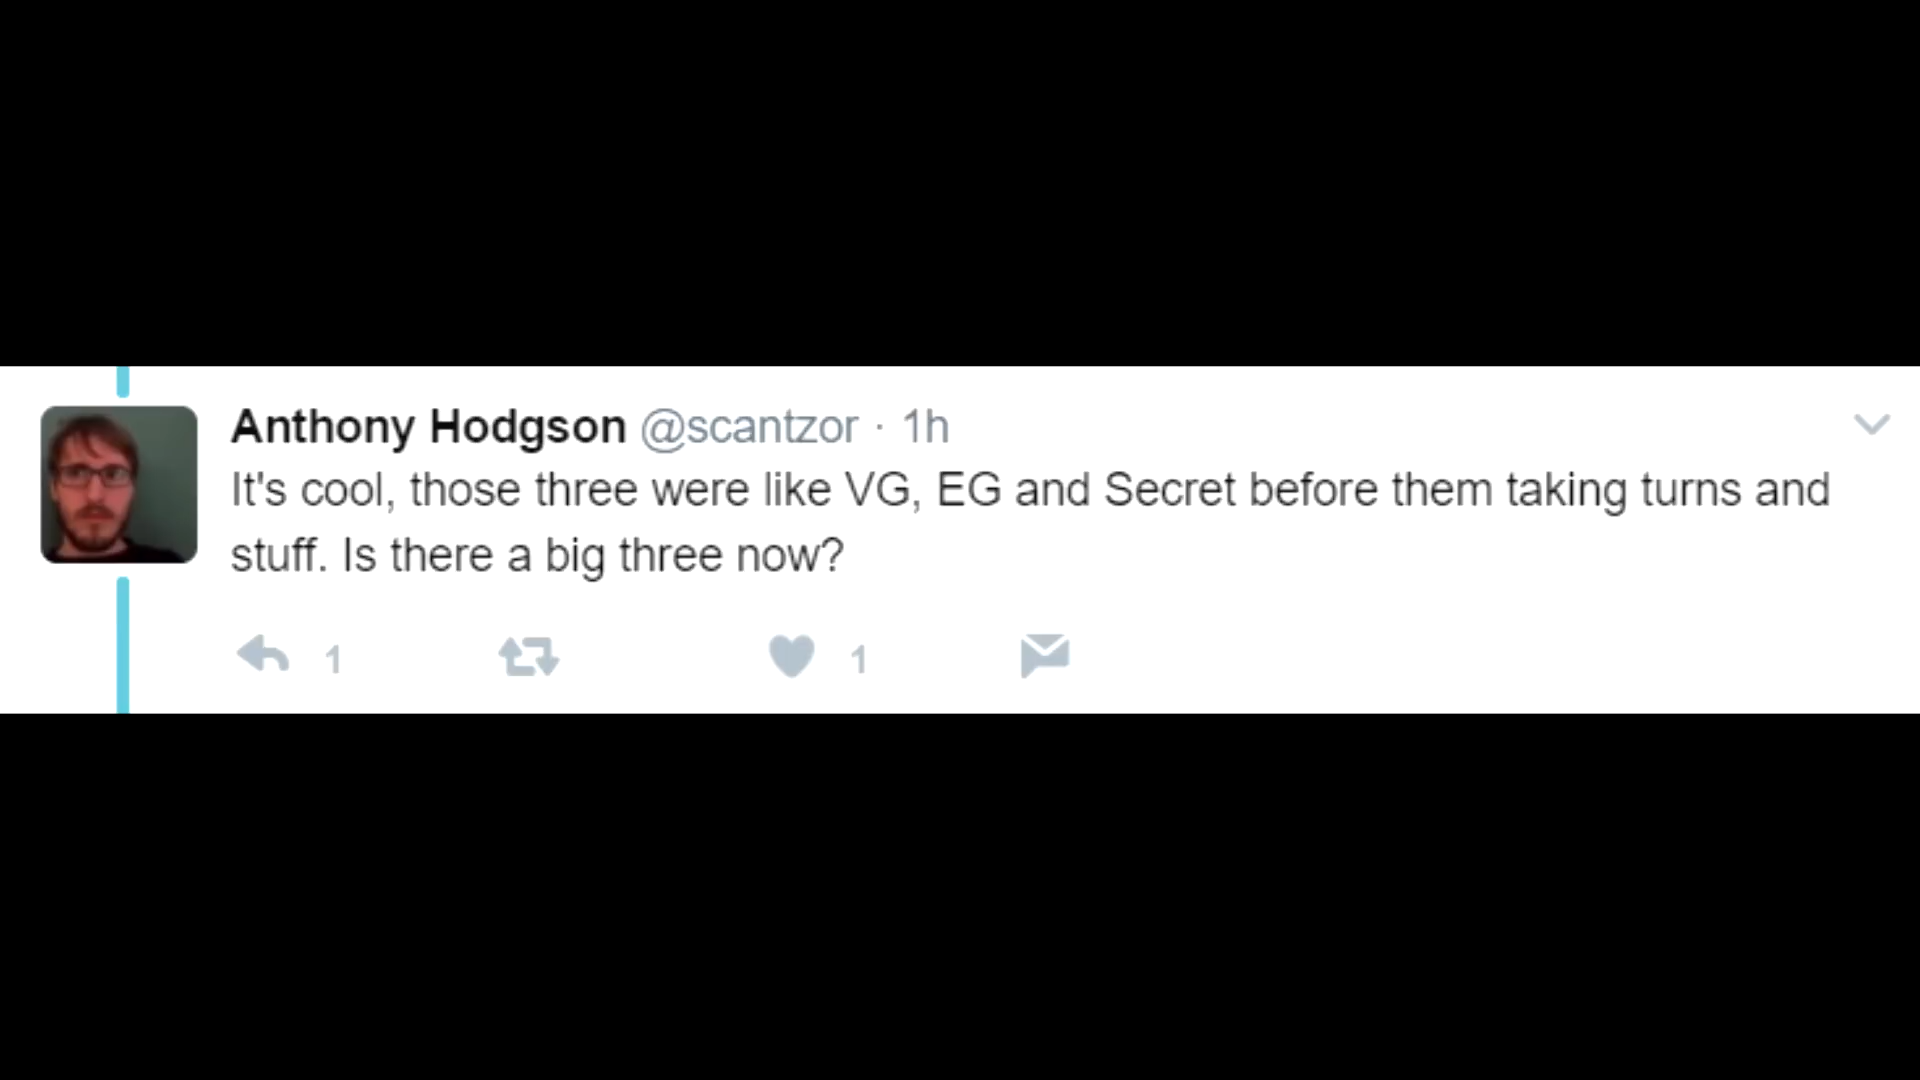 Anthony Hodgson @scantzor · 1h
It's cool, those three were like VG, EG and Secret before them taking turns and
stuff. Is there a big three now?
1 1